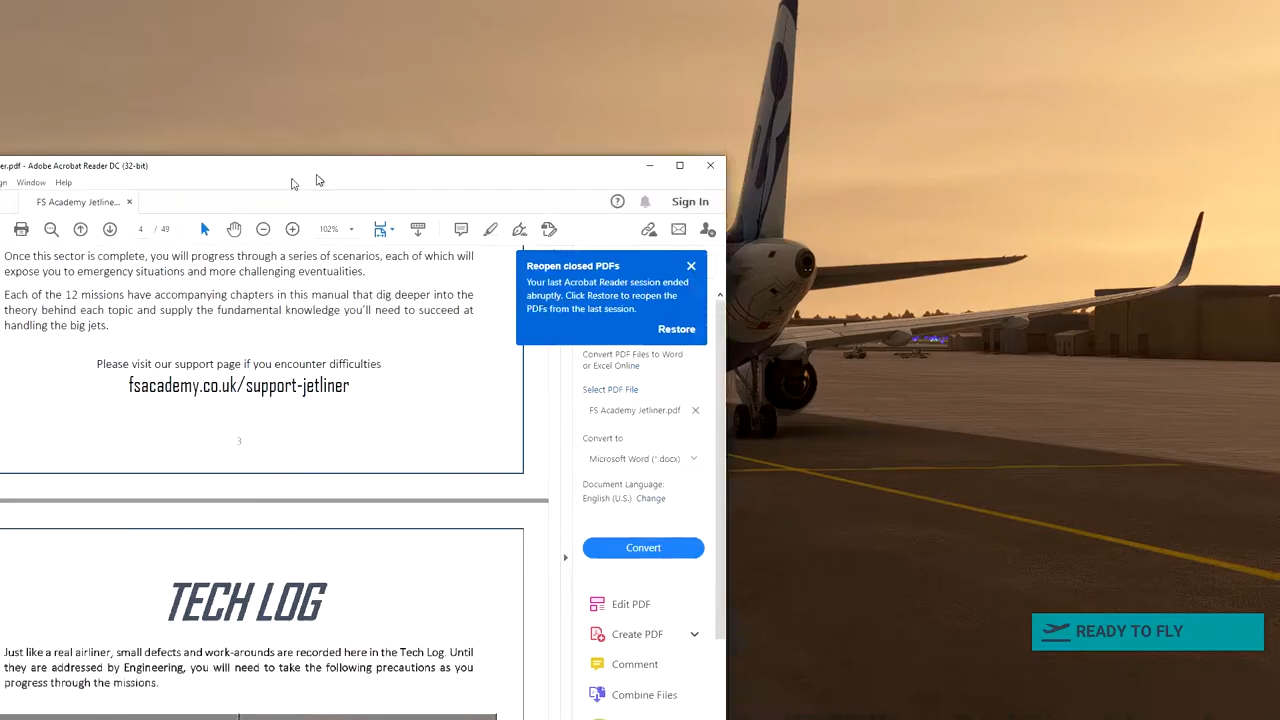 er.pdf - Adobe Acrobat Reader DC (32-bit)
gn Window Help
FS Academy Jetline... ×
Sign In
4 / 49
102%
Once this sector is complete, you will progress through a series of scenarios, each of which will
expose you to emergency situations and more challenging eventualities.
Each of the 12 missions have accompanying chapters in this manual that dig deeper into the
theory behind each topic and supply the fundamental knowledge you'll need to succeed at
handling the big jets.
Please visit our support page if you encounter difficulties
fsacademy.co.uk/support-jetliner
3
Reopen closed PDFs
Your last Acrobat Reader session ended
abruptly. Click Restore to reopen the
PDFs from the last session.
Restore
Convert PDF Files to Word
or Excel Online
Select PDF File
FS Academy Jetliner.pdf
Convert to
Microsoft Word (*.docx)
Document Language:
English (U.S.) Change
Convert
Edit PDF
Create PDF
Comment
Combine Files
TECH LOG
Just like a real airliner, small defects and work-arounds are recorded here in the Tech Log. Until
they are addressed by Engineering, you will need to take the following precautions as you
progress through the missions.
READY TO FLY